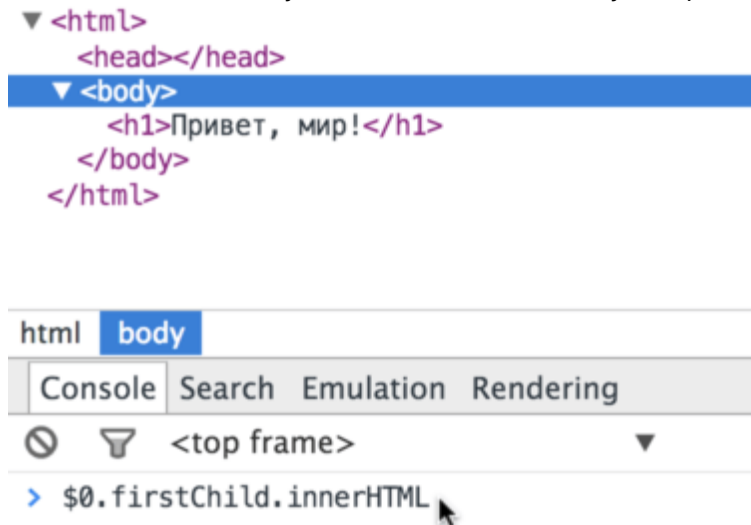 ▼ <html>
<head></head>
▼ <body>
<h1>Привет, мир!</h1>
</body>
</html>
html body
Console Search Emulation Rendering
<top frame> ▼
> $0.firstChild.innerHTML